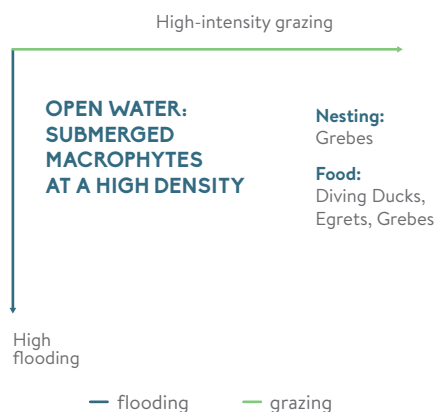 High-intensity grazing
OPEN WATER:
SUBMERGED
MACROPHYTES
AT A HIGH DENSITY
Nesting:
Grebes
Food:
Diving Ducks,
Egrets, Grebes
High
flooding
flooding
grazing